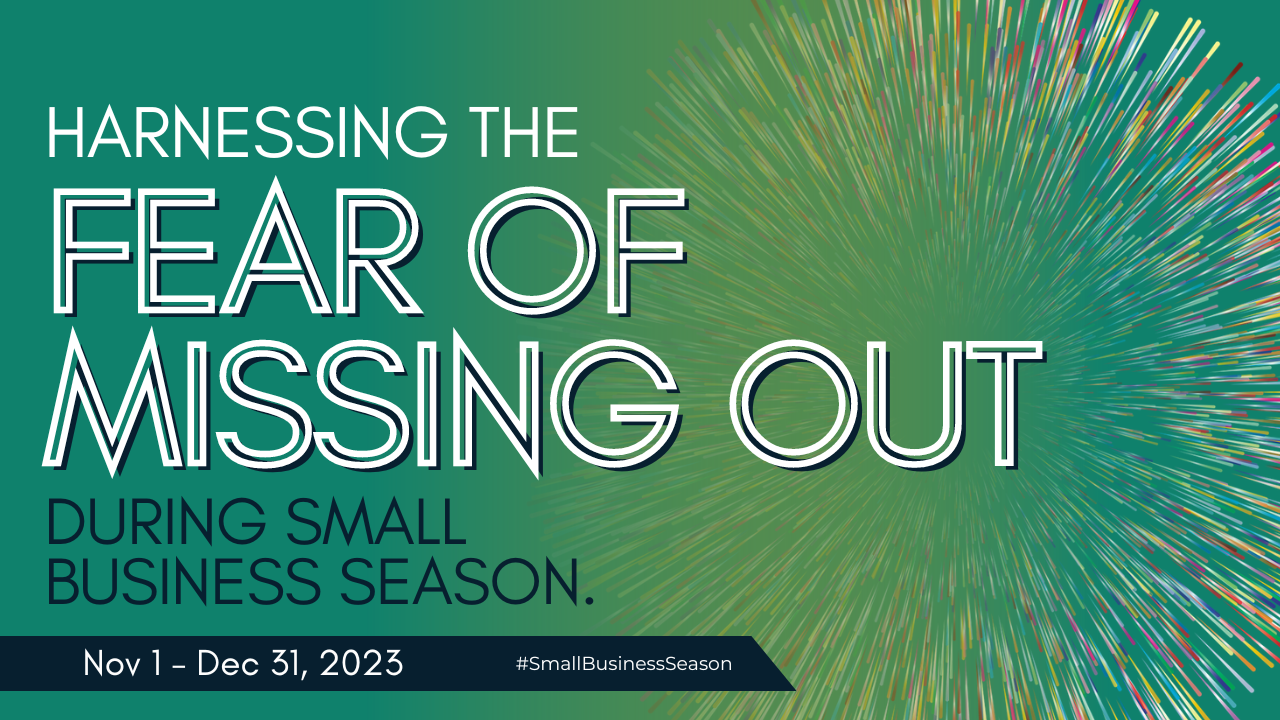 HARNESSING THE
FEAR OF
MISSING OUT
DURING SMALL
BUSINESS SEASON.
Nov 1 – Dec 31, 2023
#SmallBusinessSeason